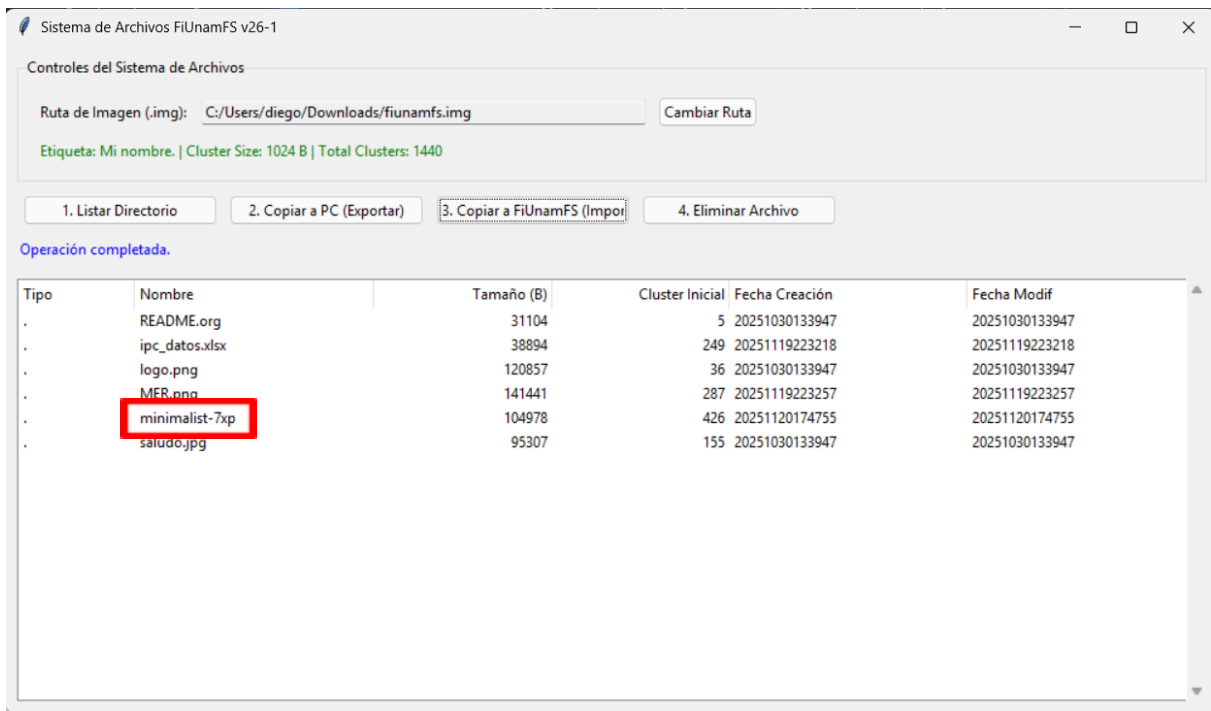 Sistema de Archivos FiUnamFS v26-1
Controles del Sistema de Archivos
Ruta de Imagen (.img): C:/Users/diego/Downloads/fiunamfs.img Cambiar Ruta
Etiqueta: Mi nombre. | Cluster Size: 1024 B | Total Clusters: 1440
1. Listar Directorio 2. Copiar a PC (Exportar) 3. Copiar a FiUnamFS (Impor 4. Eliminar Archivo
Operación completada.
Tipo Nombre Tamaño (B) Cluster Inicial Fecha Creación Fecha Modif
. README.org 31104 5 20251030133947 20251030133947
. ipc_datos.xlsx 38894 249 20251119223218 20251119223218
. logo.png 120857 36 20251030133947 20251030133947
. MER.png 141441 287 20251119223257 20251119223257
. minimalist-7xp 104978 426 20251120174755 20251120174755
. saludo.jpg 95307 155 20251030133947 20251030133947